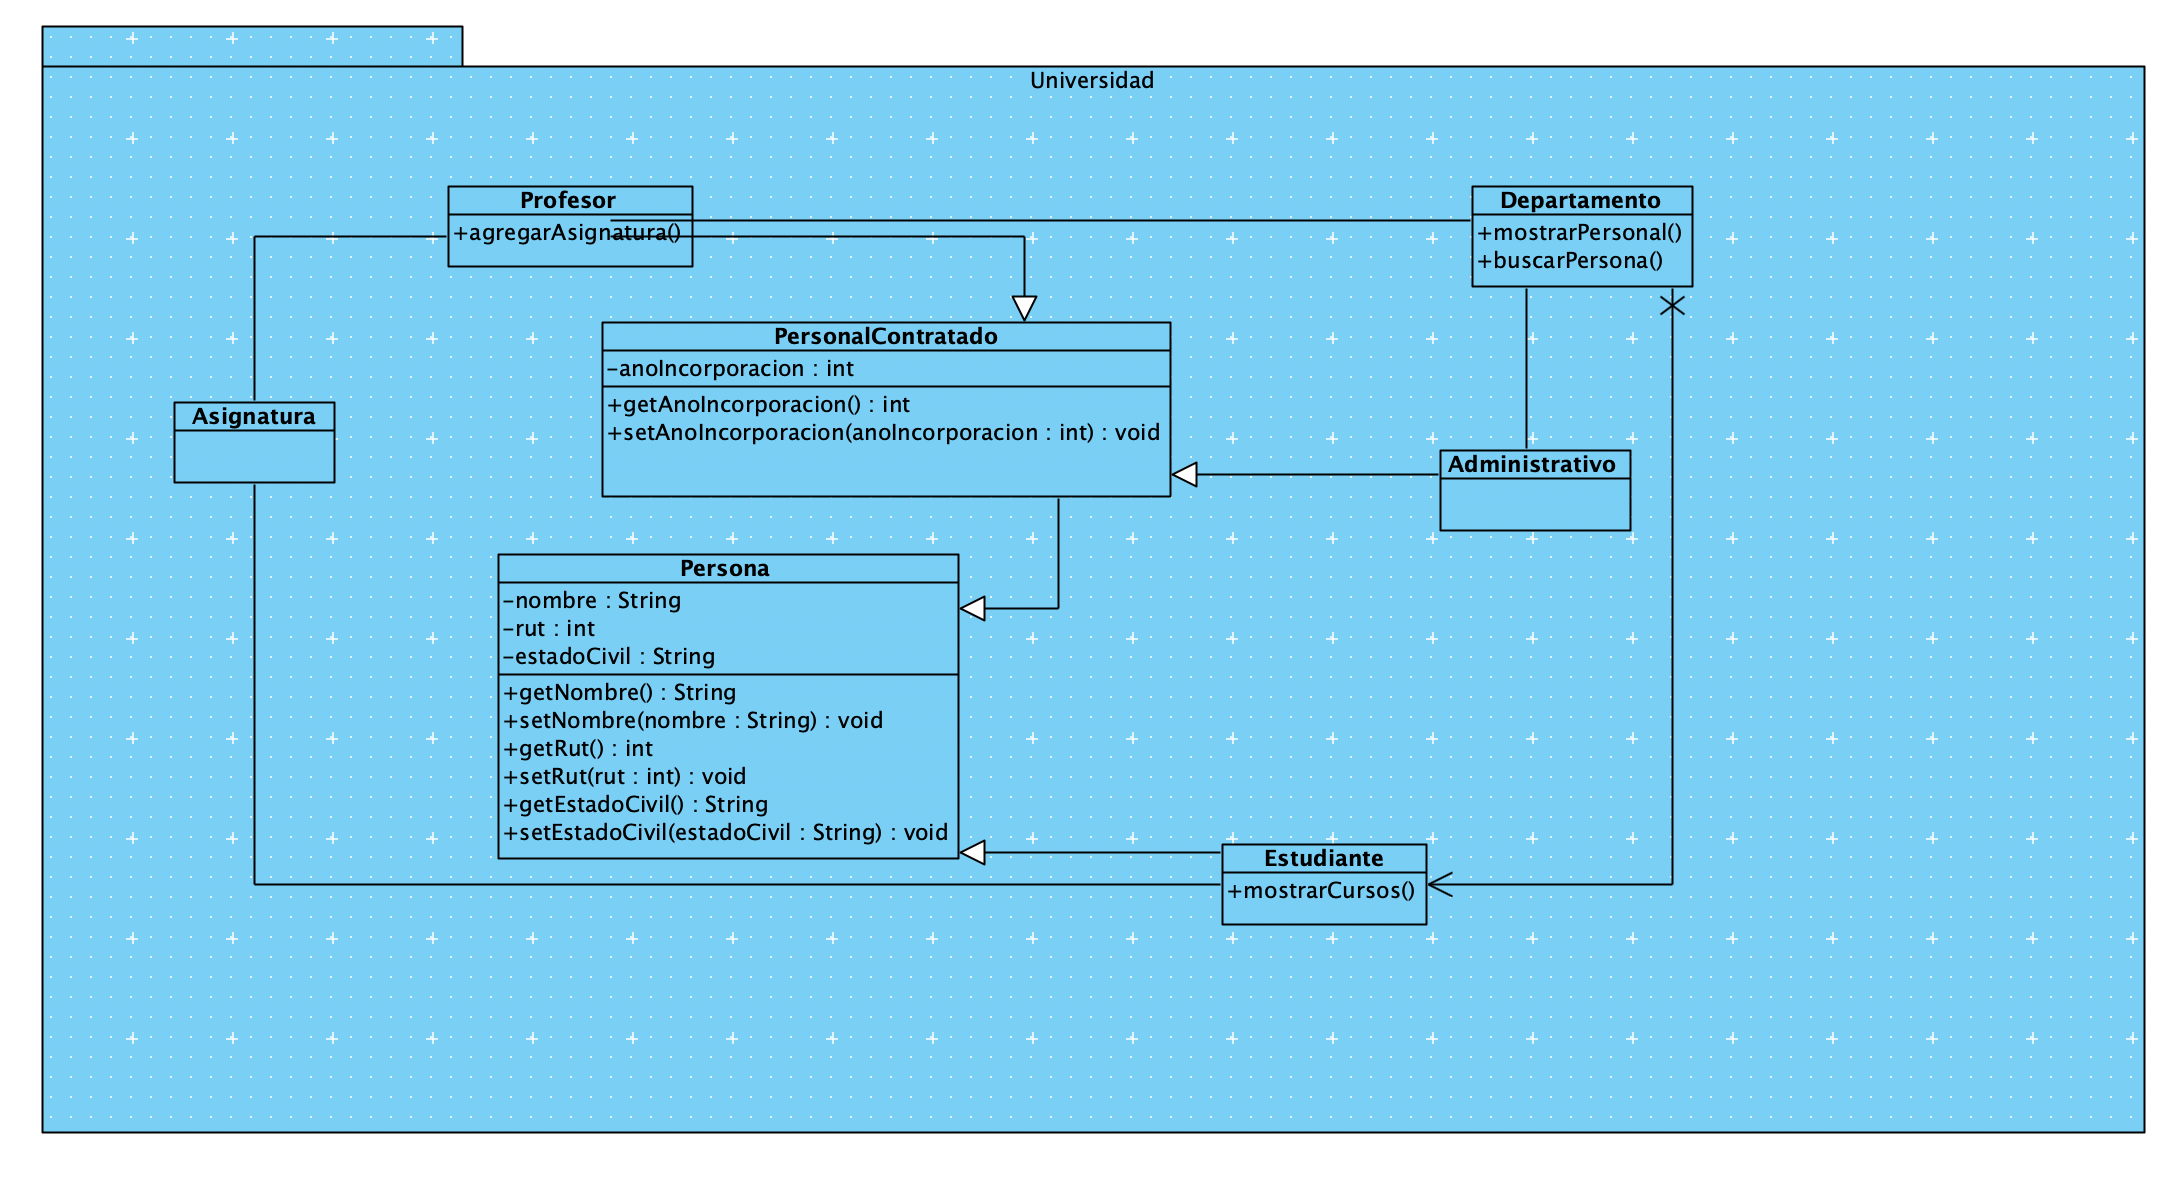 Universidad
Profesor
+agregarAsignatura()
Departamento
+mostrarPersonal()
+buscarPersona()
PersonalContratado
-anoIncorporacion : int
+getAnoIncorporacion() : int
+setAnoIncorporacion(anoIncorporacion : int) : void
Asignatura
Administrativo
Persona
-nombre : String
-rut : int
-estadoCivil : String
+getNombre() : String
+setNombre(nombre : String) : void
+getRut() : int
+setRut(rut : int) : void
+getEstadoCivil() : String
+setEstadoCivil(estadoCivil : String) : void
Estudiante
+mostrarCursos()